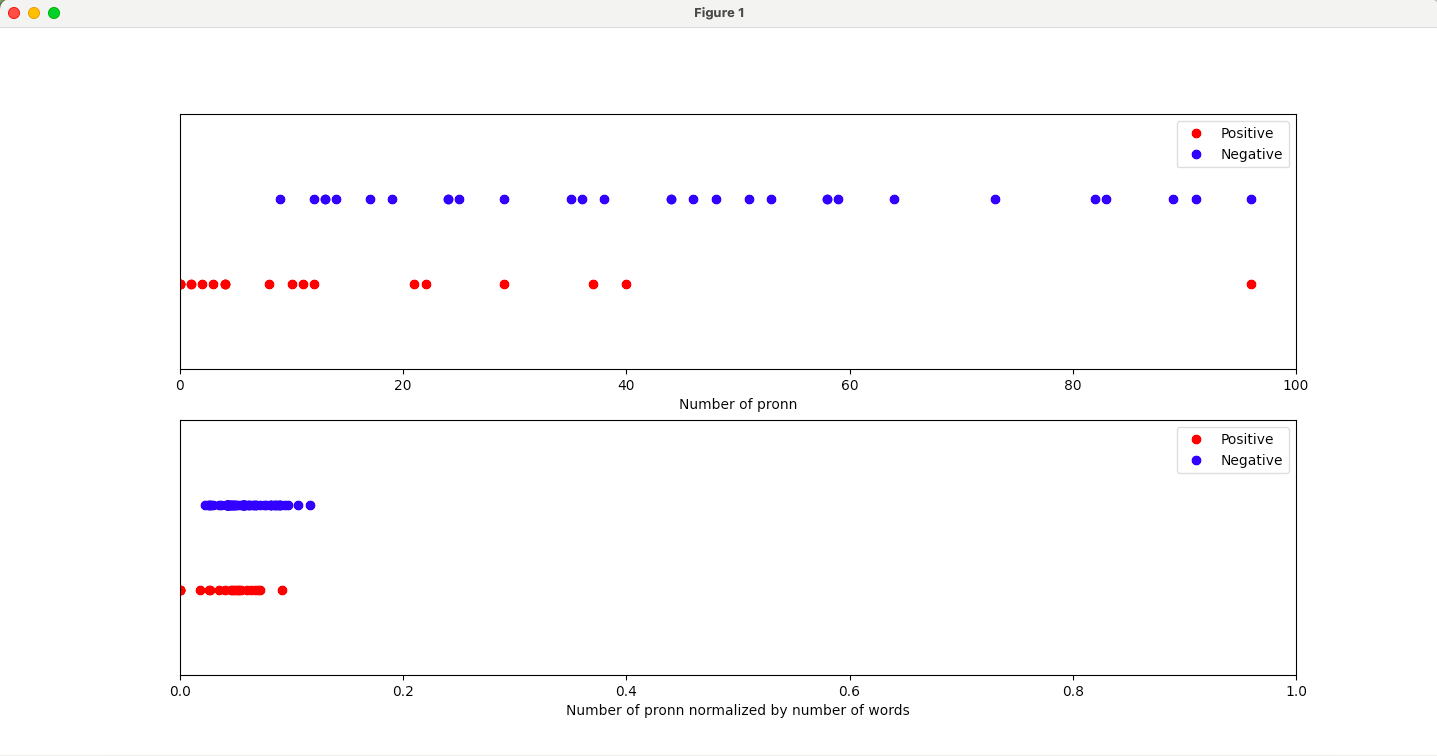 Figure 1
Positive
Negative
0 20 40 60 80 100
Number of pronn
Positive
Negative
0.0 0.2 0.4 0.6 0.8 1.0
Number of pronn normalized by number of words